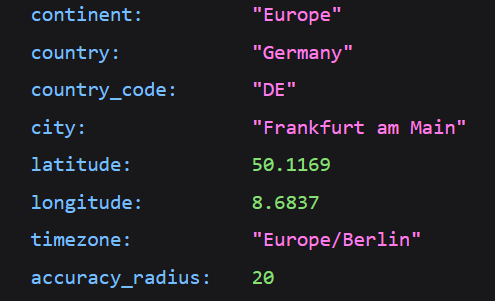 continent: "Europe"
country: "Germany"
country_code: "DE"
city: "Frankfurt am Main"
latitude: 50.1169
longitude: 8.6837
timezone: "Europe/Berlin"
accuracy_radius: 20